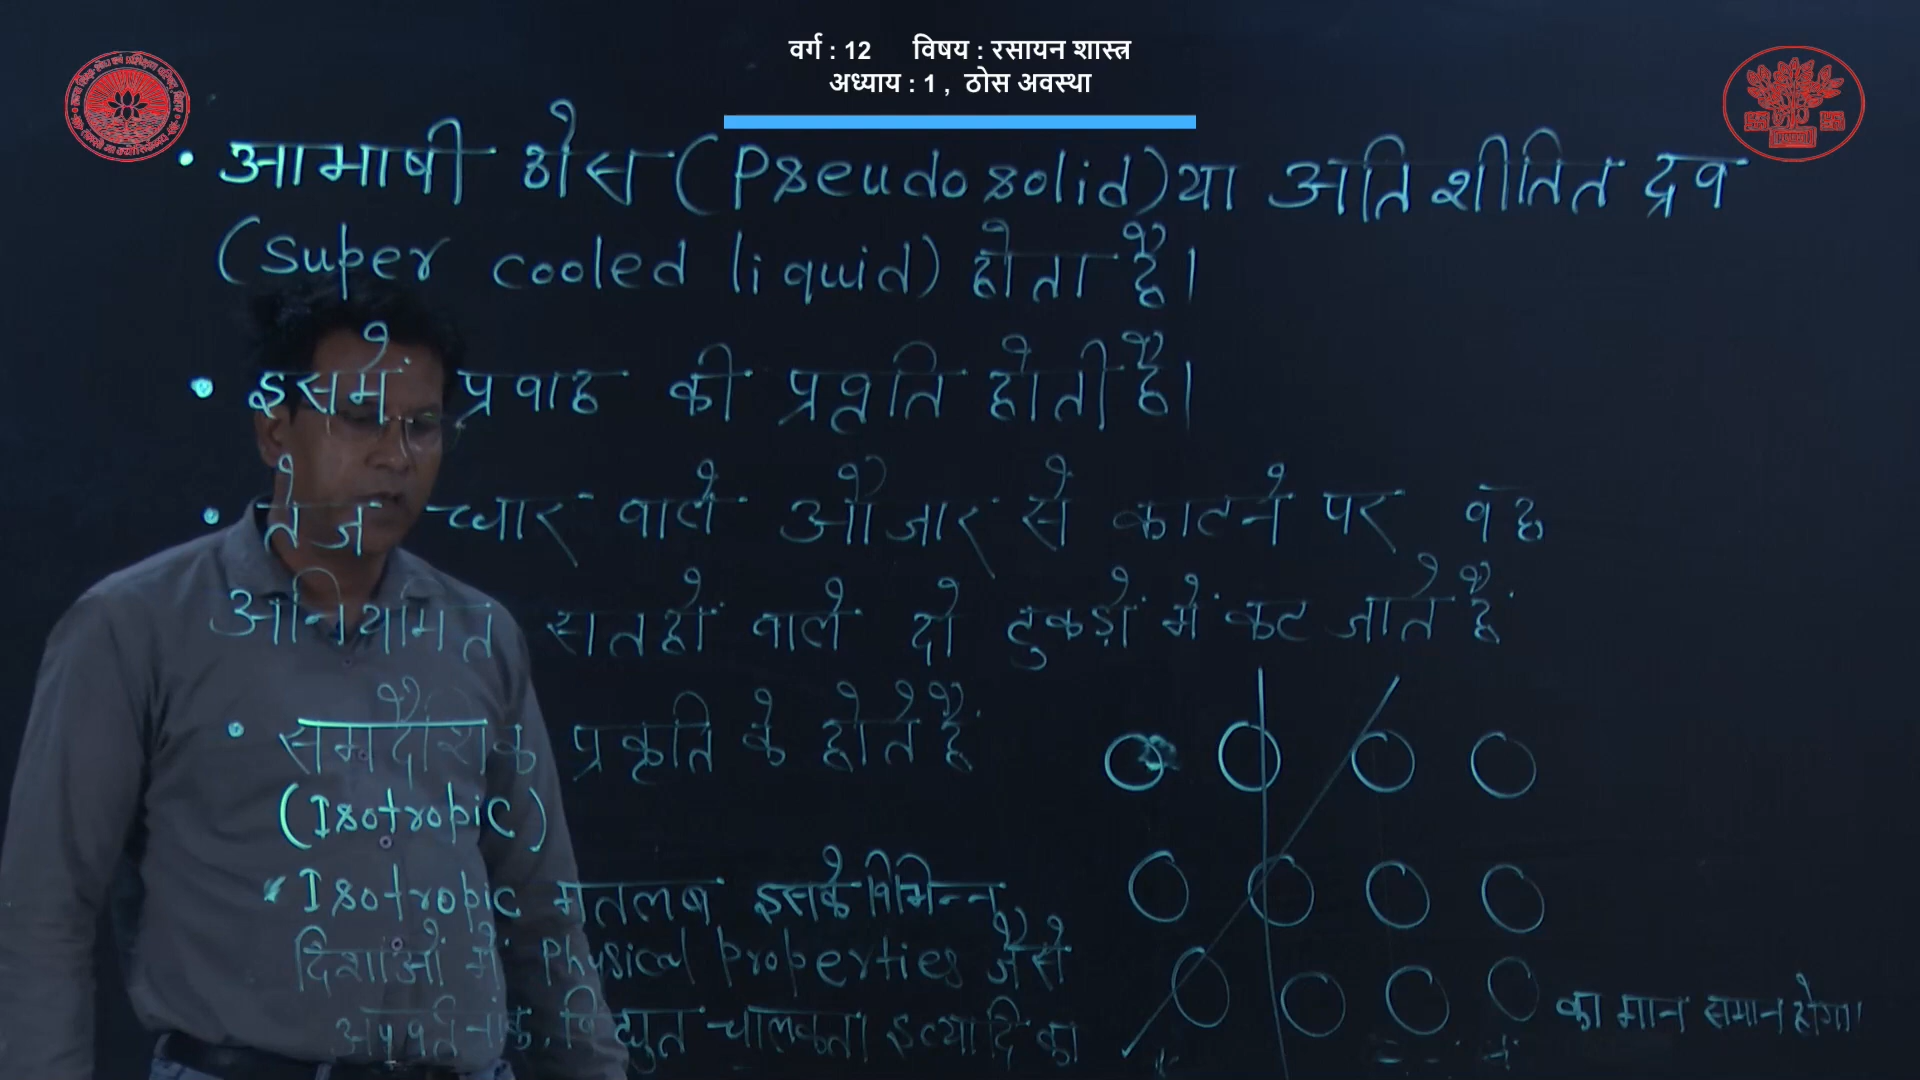 वर्ग : 12 विषय : रसायन शास्त्र
अध्याय : 1 , ठोस अवस्था
• आभाषी ठोस (Pseudo solid) या अतिशीतित द्रव
(Super cooled liquid) होता है।
• इसमें प्रवाह की प्रवृति होती है।
• तेज धार वाले औजार से काटने पर वह
अनियमित सतहों वाले दो टुकड़ों में कट जाते हैं
• समदैशिक प्रकृति के होते हैं
(Isotropic)
Isotropic मतलब इसके विभिन्न
दिशाओं में Physical Properties जैसे
अपवर्तनांक, विद्युत चालकता इत्यादि का
का मान समान होगा।